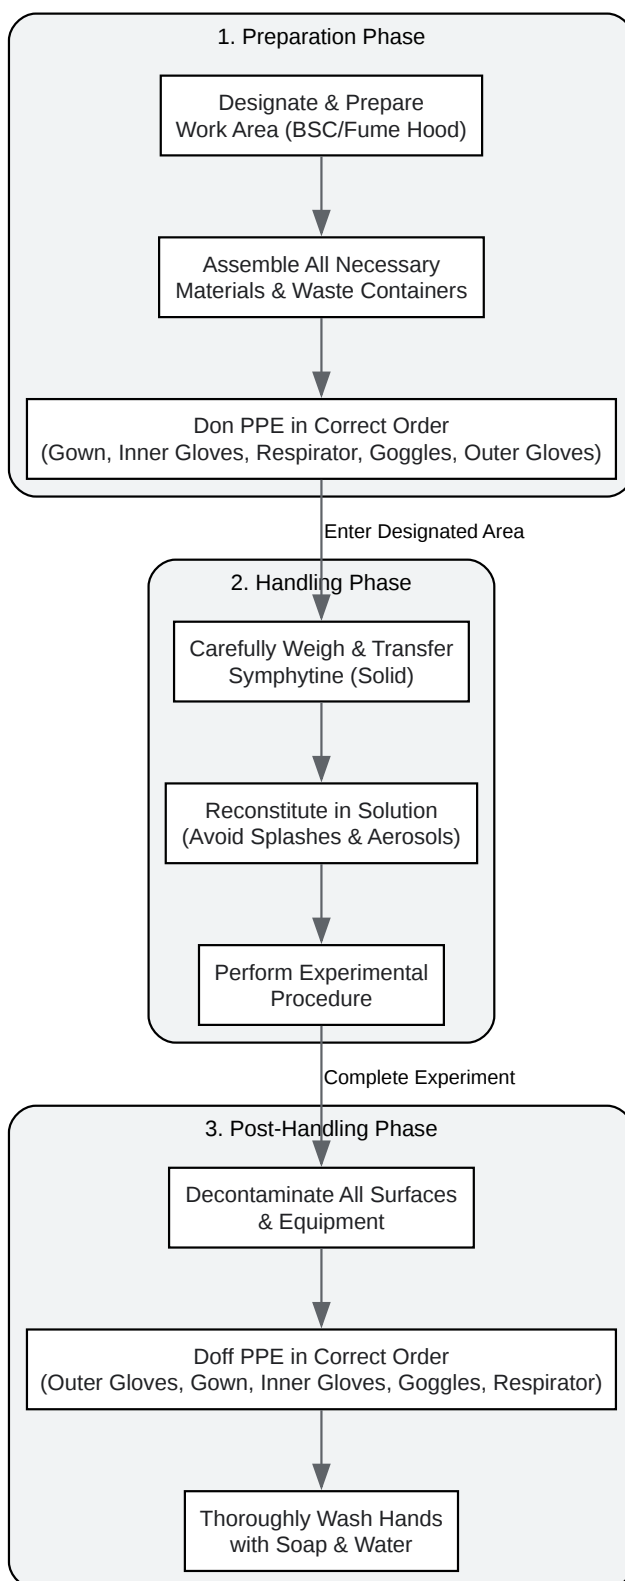 1. Preparation Phase
Designate & Prepare
Work Area (BSC/Fume Hood)
Assemble All Necessary
Materials & Waste Containers
Don PPE in Correct Order
(Gown, Inner Gloves, Respirator, Goggles, Outer Gloves)
Enter Designated Area
2. Handling Phase
Carefully Weigh & Transfer
Symphytine (Solid)
Reconstitute in Solution
(Avoid Splashes & Aerosols)
Perform Experimental
Procedure
Complete Experiment
3. Post-Handling Phase
Decontaminate All Surfaces
& Equipment
Doff PPE in Correct Order
(Outer Gloves, Gown, Inner Gloves, Goggles, Respirator)
Thoroughly Wash Hands
with Soap & Water